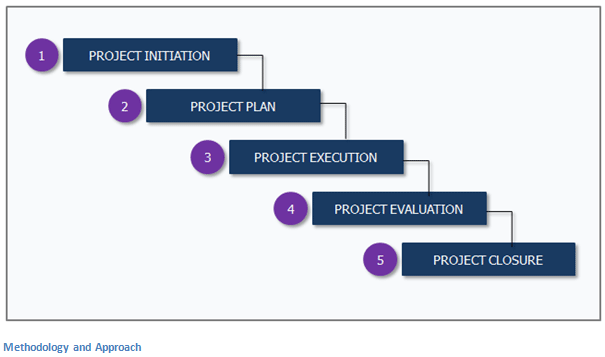 1 PROJECT INITIATION
2 PROJECT PLAN
3 PROJECT EXECUTION
4 PROJECT EVALUATION
5 PROJECT CLOSURE
Methodology and Approach